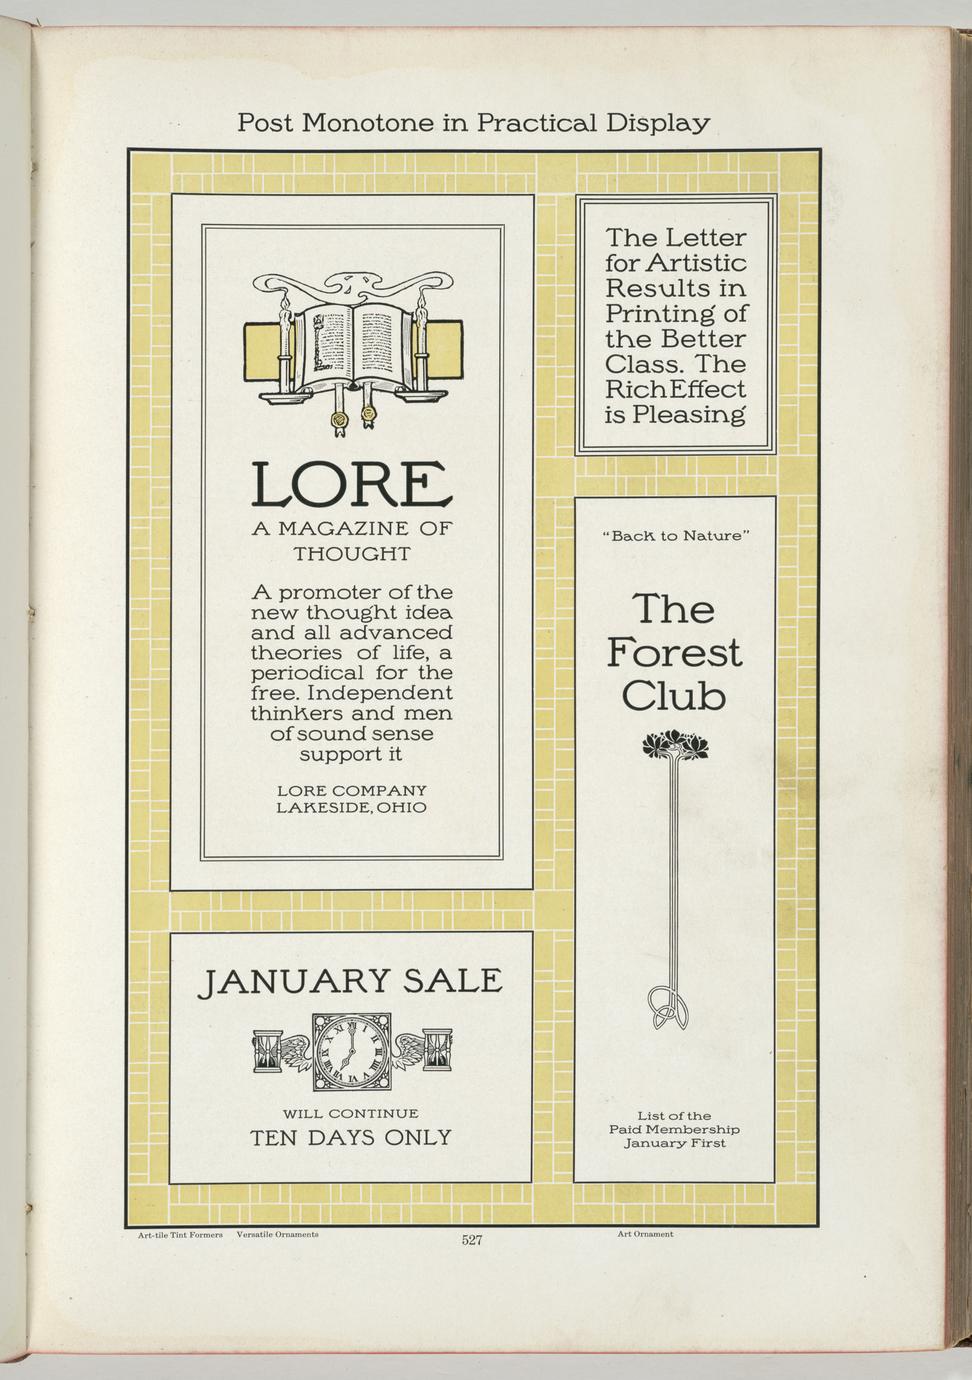 Post Monotone in Practical Display
LORE
A MAGAZINE OF
THOUGHT
A promoter of the
new thought idea
and all advanced
theories of life, a
periodical for the
free. Independent
thinkers and men
of sound sense
support it
LORE COMPANY
LAKESIDE, OHIO
JANUARY SALE
WILL CONTINUE
TEN DAYS ONLY
The Letter
for Artistic
Results in
Printing of
the Better
Class. The
Rich Effect
is Pleasing
“Back to Nature”
The
Forest
Club
List of the
Paid Membership
January First
Art-tile Tint Formers Versatile Ornaments
527
Art Ornament